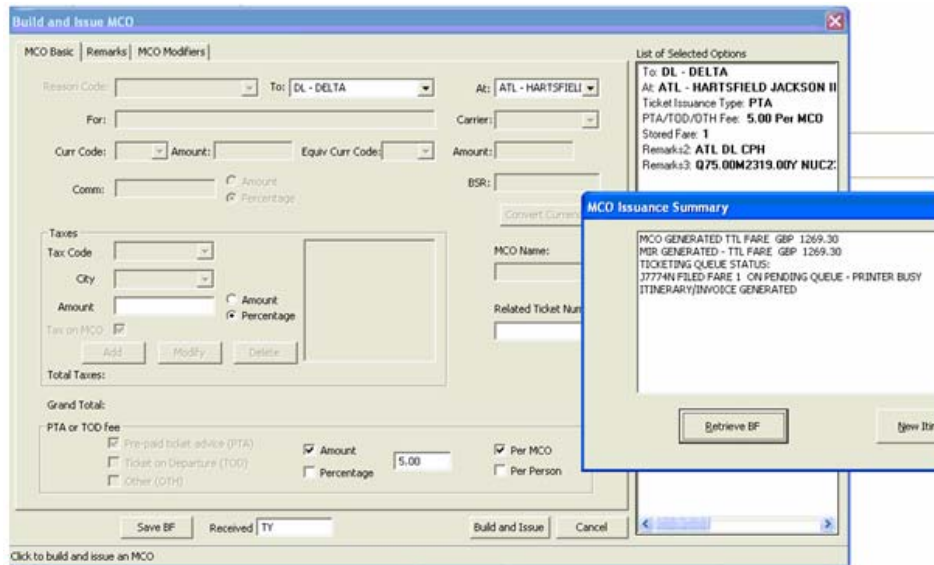 Build and Issue MCO
MCO Basic Remarks MCO Modifiers
Reason Code: To: DL - DELTA At: ATL - HARTSFIELI
For: Carrier:
Curr Code: Amount: Equiv Curr Code: Amount:
Comm: Amount
Percentage
BSR:
Convert Curren
Taxes
Tax Code
City
Amount
Amount
Percentage
Tax on MCO
Add Modify Delete
Total Taxes:
MCO Name:
Related Ticket Num
Grand Total:
PTA or TOD fee
Pre-paid ticket advice (PTA)
Ticket on Departure (TOD)
Other (OTH)
Amount
Percentage
5.00
Per MCO
Per Person
Save BF Received TY Build and Issue Cancel
Click to build and issue an MCO
List of Selected Options
To: DL - DELTA
At: ATL - HARTSFIELD JACKSON II
Ticket Issuance Type: PTA
PTA/TOD/OTH Fee: 5.00 Per MCO
Stored Fare: 1
Remarks2: ATL DL CPH
Remarks3: Q75.00M2319.00Y NUC2
MCO Issuance Summary
MCO GENERATED TTL FARE GBP 1269.30
MIR GENERATED - TTL FARE GBP 1269.30
TICKETING QUEUE STATUS:
J7774N FILED FARE 1 ON PENDING QUEUE - PRINTER BUSY
ITINERARY/INVOICE GENERATED
Retrieve BF New Itin